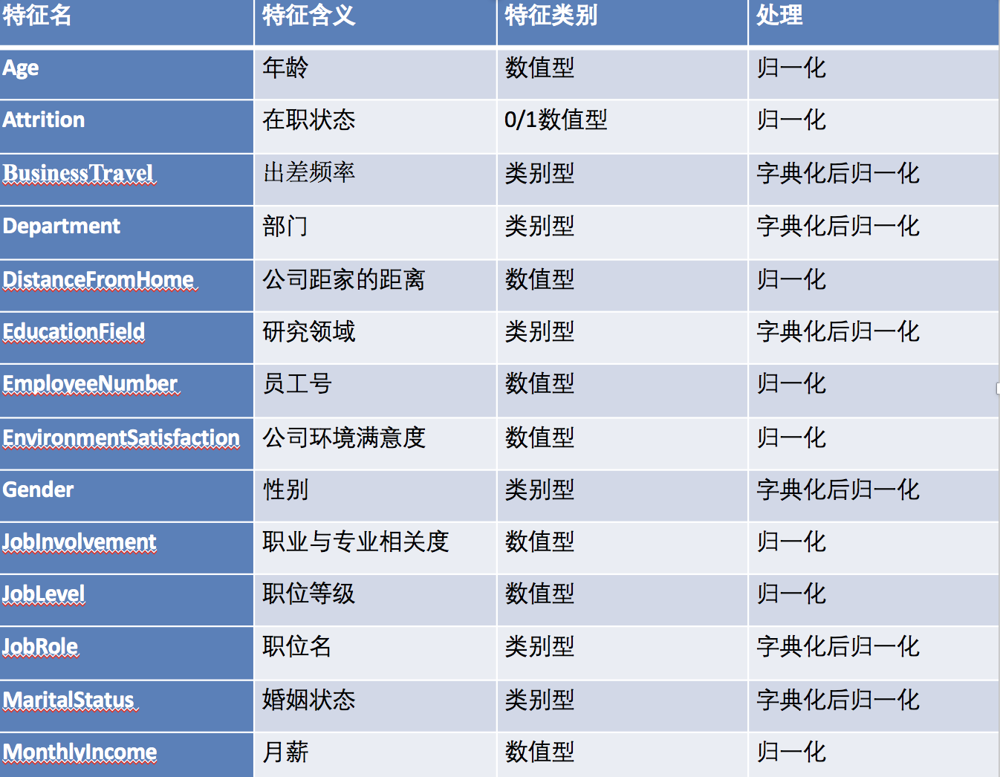 特征名 特征含义 特征类别 处理
Age 年龄 数值型 归一化
Attrition 在职状态 0/1数值型 归一化
BusinessTravel 出差频率 类别型 字典化后归一化
Department 部门 类别型 字典化后归一化
DistanceFromHome 公司距家的距离 数值型 归一化
EducationField 研究领域 类别型 字典化后归一化
EmployeeNumber 员工号 数值型 归一化
EnvironmentSatisfaction 公司环境满意度 数值型 归一化
Gender 性别 类别型 字典化后归一化
JobInvolvement 职业与专业相关度 数值型 归一化
JobLevel 职位等级 数值型 归一化
JobRole 职位名 类别型 字典化后归一化
MaritalStatus 婚姻状态 类别型 字典化后归一化
MonthlyIncome 月薪 数值型 归一化